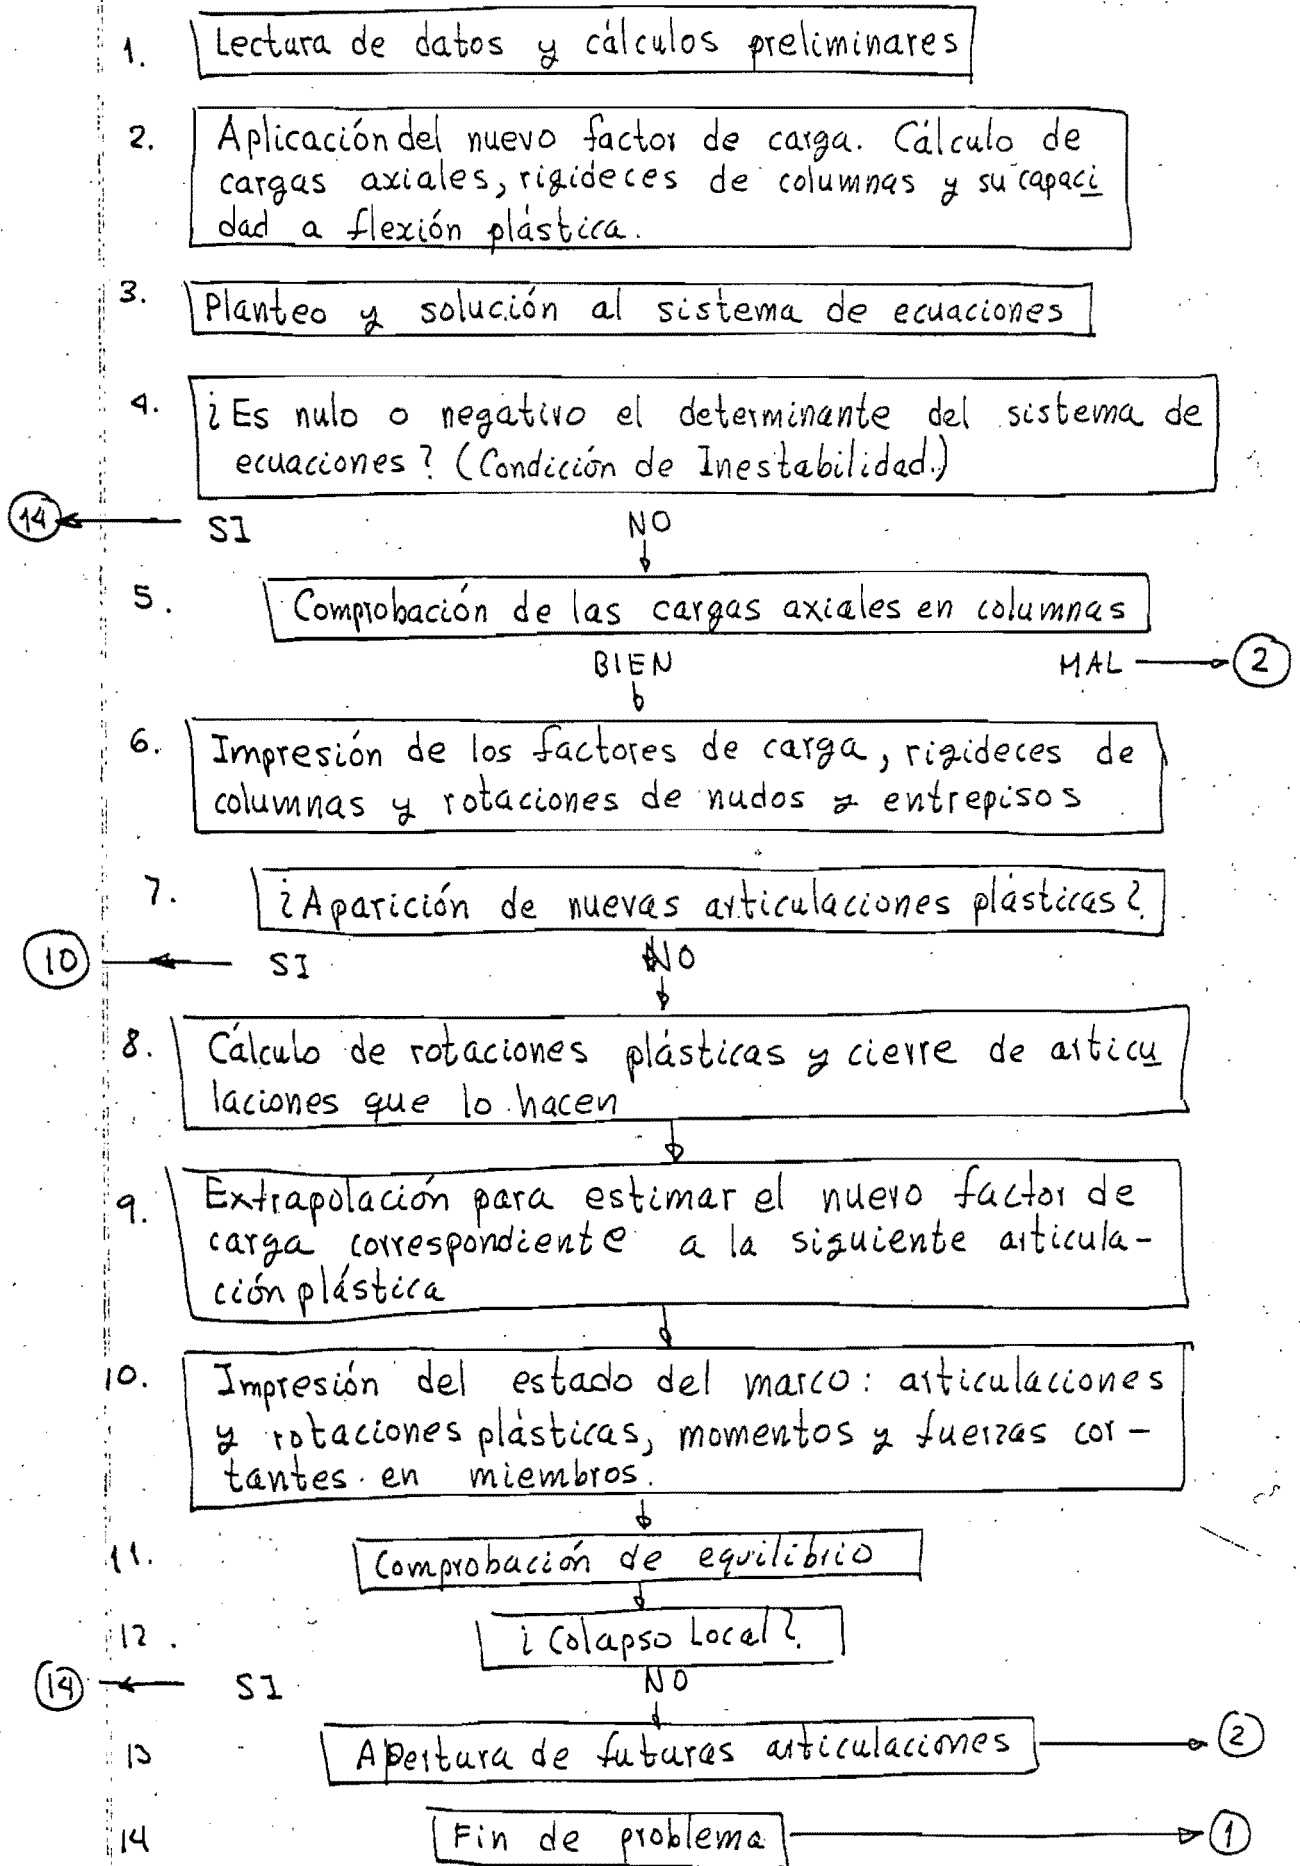 1. Lectura de datos y cálculos preliminares
2. Aplicación del nuevo factor de carga. Cálculo de
cargas axiales, rigideces de columnas y su capaci
dad a flexión plástica.
3. Planteo y solución al sistema de ecuaciones
4. ¿Es nulo o negativo el determinante del sistema de
ecuaciones? (Condición de Inestabilidad.)
14 SI NO
5. Comprobación de las cargas axiales en columnas
BIEN MAL 2
6. Impresión de los factores de carga, rigideces de
columnas y rotaciones de nudos y entrepisos
7. ¿Aparición de nuevas articulaciones plásticas?
10 SI NO
8. Cálculo de rotaciones plásticas y cierre de articu
laciones que lo hacen
9. Extrapolación para estimar el nuevo factor de
carga correspondiente a la siguiente articula-
ción plástica
10. Impresión del estado del marco: articulaciones
y rotaciones plásticas, momentos y fuerzas cor-
tantes en miembros.
11. Comprobación de equilibrio
12. ¿Colapso Local?
14 SI NO
13 Apertura de futuras articulaciones 2
14 Fin de problema 1